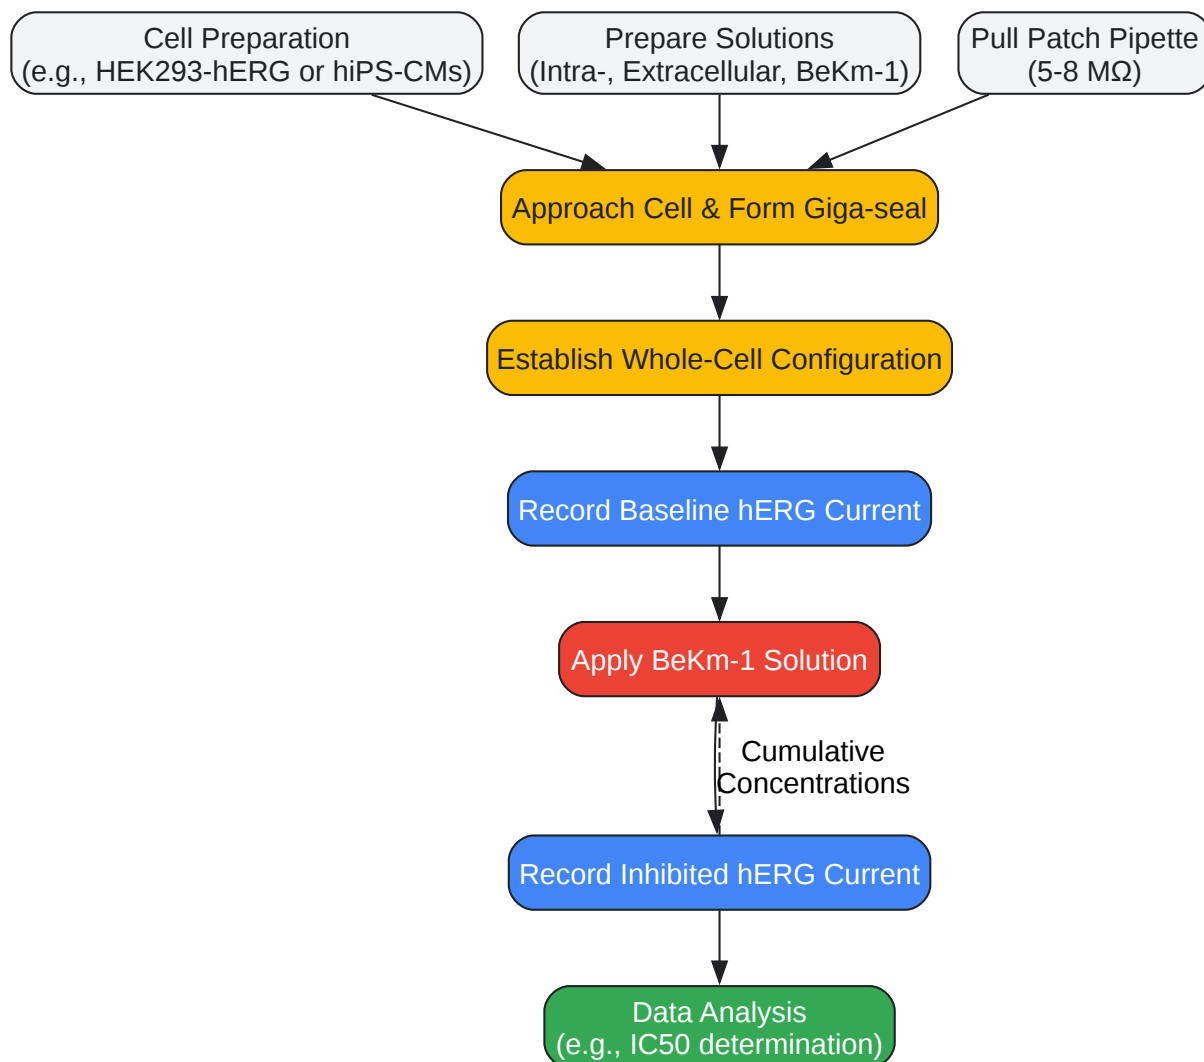 Cell Preparation
(e.g., HEK293-hERG or hiPS-CMs)
Prepare Solutions
(Intra-, Extracellular, BeKm-1)
Pull Patch Pipette
(5-8 MΩ)
Approach Cell & Form Giga-seal
Establish Whole-Cell Configuration
Record Baseline hERG Current
Apply BeKm-1 Solution
Cumulative
Concentrations
Record Inhibited hERG Current
Data Analysis
(e.g., IC50 determination)